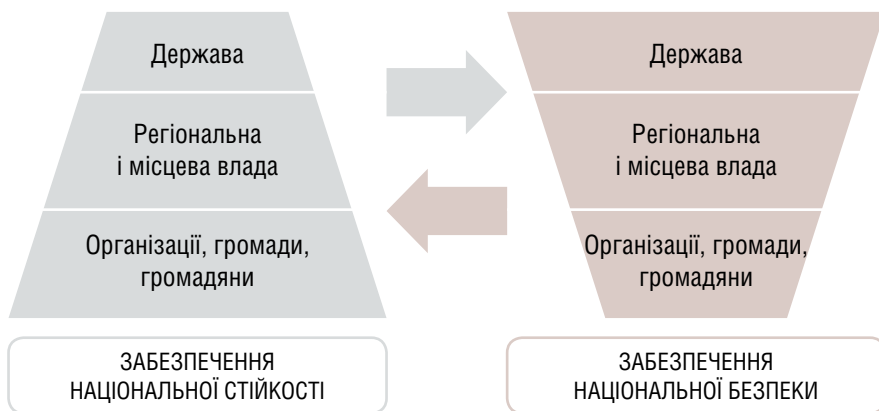 Держава
Регіональна
і місцева влада
Організації, громади,
громадяни
ЗАБЕЗПЕЧЕННЯ
НАЦІОНАЛЬНОЇ СТІЙКОСТІ
Держава
Регіональна
і місцева влада
Організації, громади,
громадяни
ЗАБЕЗПЕЧЕННЯ
НАЦІОНАЛЬНОЇ БЕЗПЕКИ